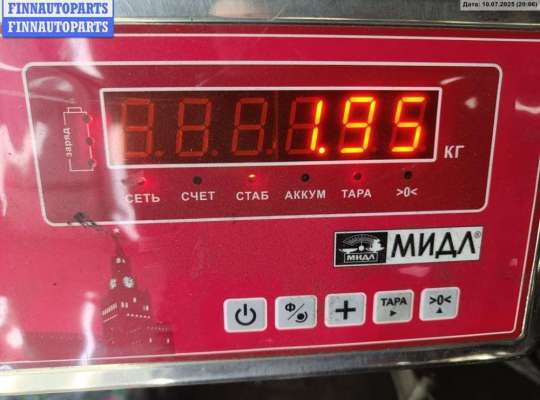 FINNAUTOPARTS
FINNAUTOPARTS
Дата: 10.07.2025 (20:06)
заряд
1.95
КГ
СЕТЬ СЧЕТ СТАБ АККУМ ТАРА >0<
МИДЛ
МИДЛ®
Ф
ТАРА
>0<